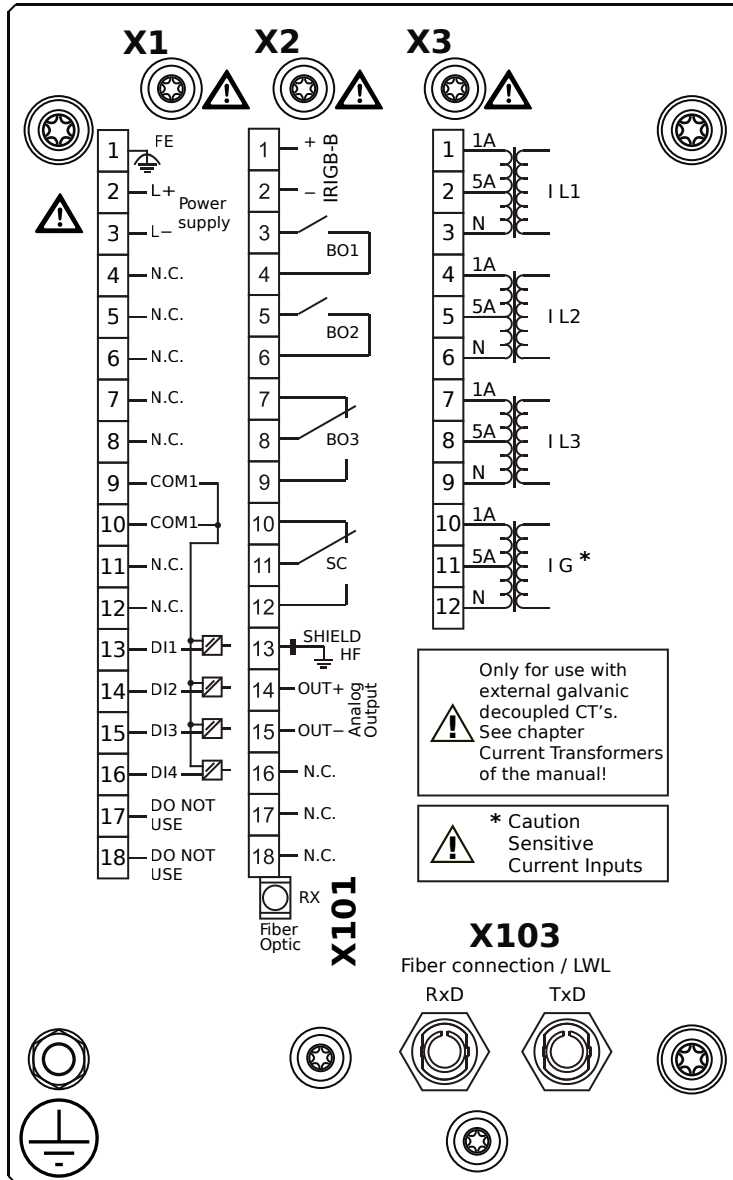 X1
X2
X3
1 FE
2 L+ Power
supply
3 L−
4 N.C.
5 N.C.
6 N.C.
7 N.C.
8 N.C.
9 COM1
10 COM1
11 N.C.
12 N.C.
13 DI1
14 DI2
15 DI3
16 DI4
17 DO NOT
USE
18 DO NOT
USE
1 +
2 −
IRIGB-B
3
BO1
4
5
BO2
6
7
8 BO3
9
10
11 SC
12
13 SHIELD
HF
14 OUT+
15 OUT−
Analog
Output
16 N.C.
17 N.C.
18 N.C.
RX
Fiber
Optic
X101
1 1A
2 5A I L1
3 N
4 1A
5 5A I L2
6 N
7 1A
8 5A I L3
9 N
10 1A
11 5A I G *
12 N
! Only for use with
external galvanic
decoupled CT's.
See chapter
Current Transformers
of the manual!
! * Caution
Sensitive
Current Inputs
X103
Fiber connection / LWL
RxD TxD